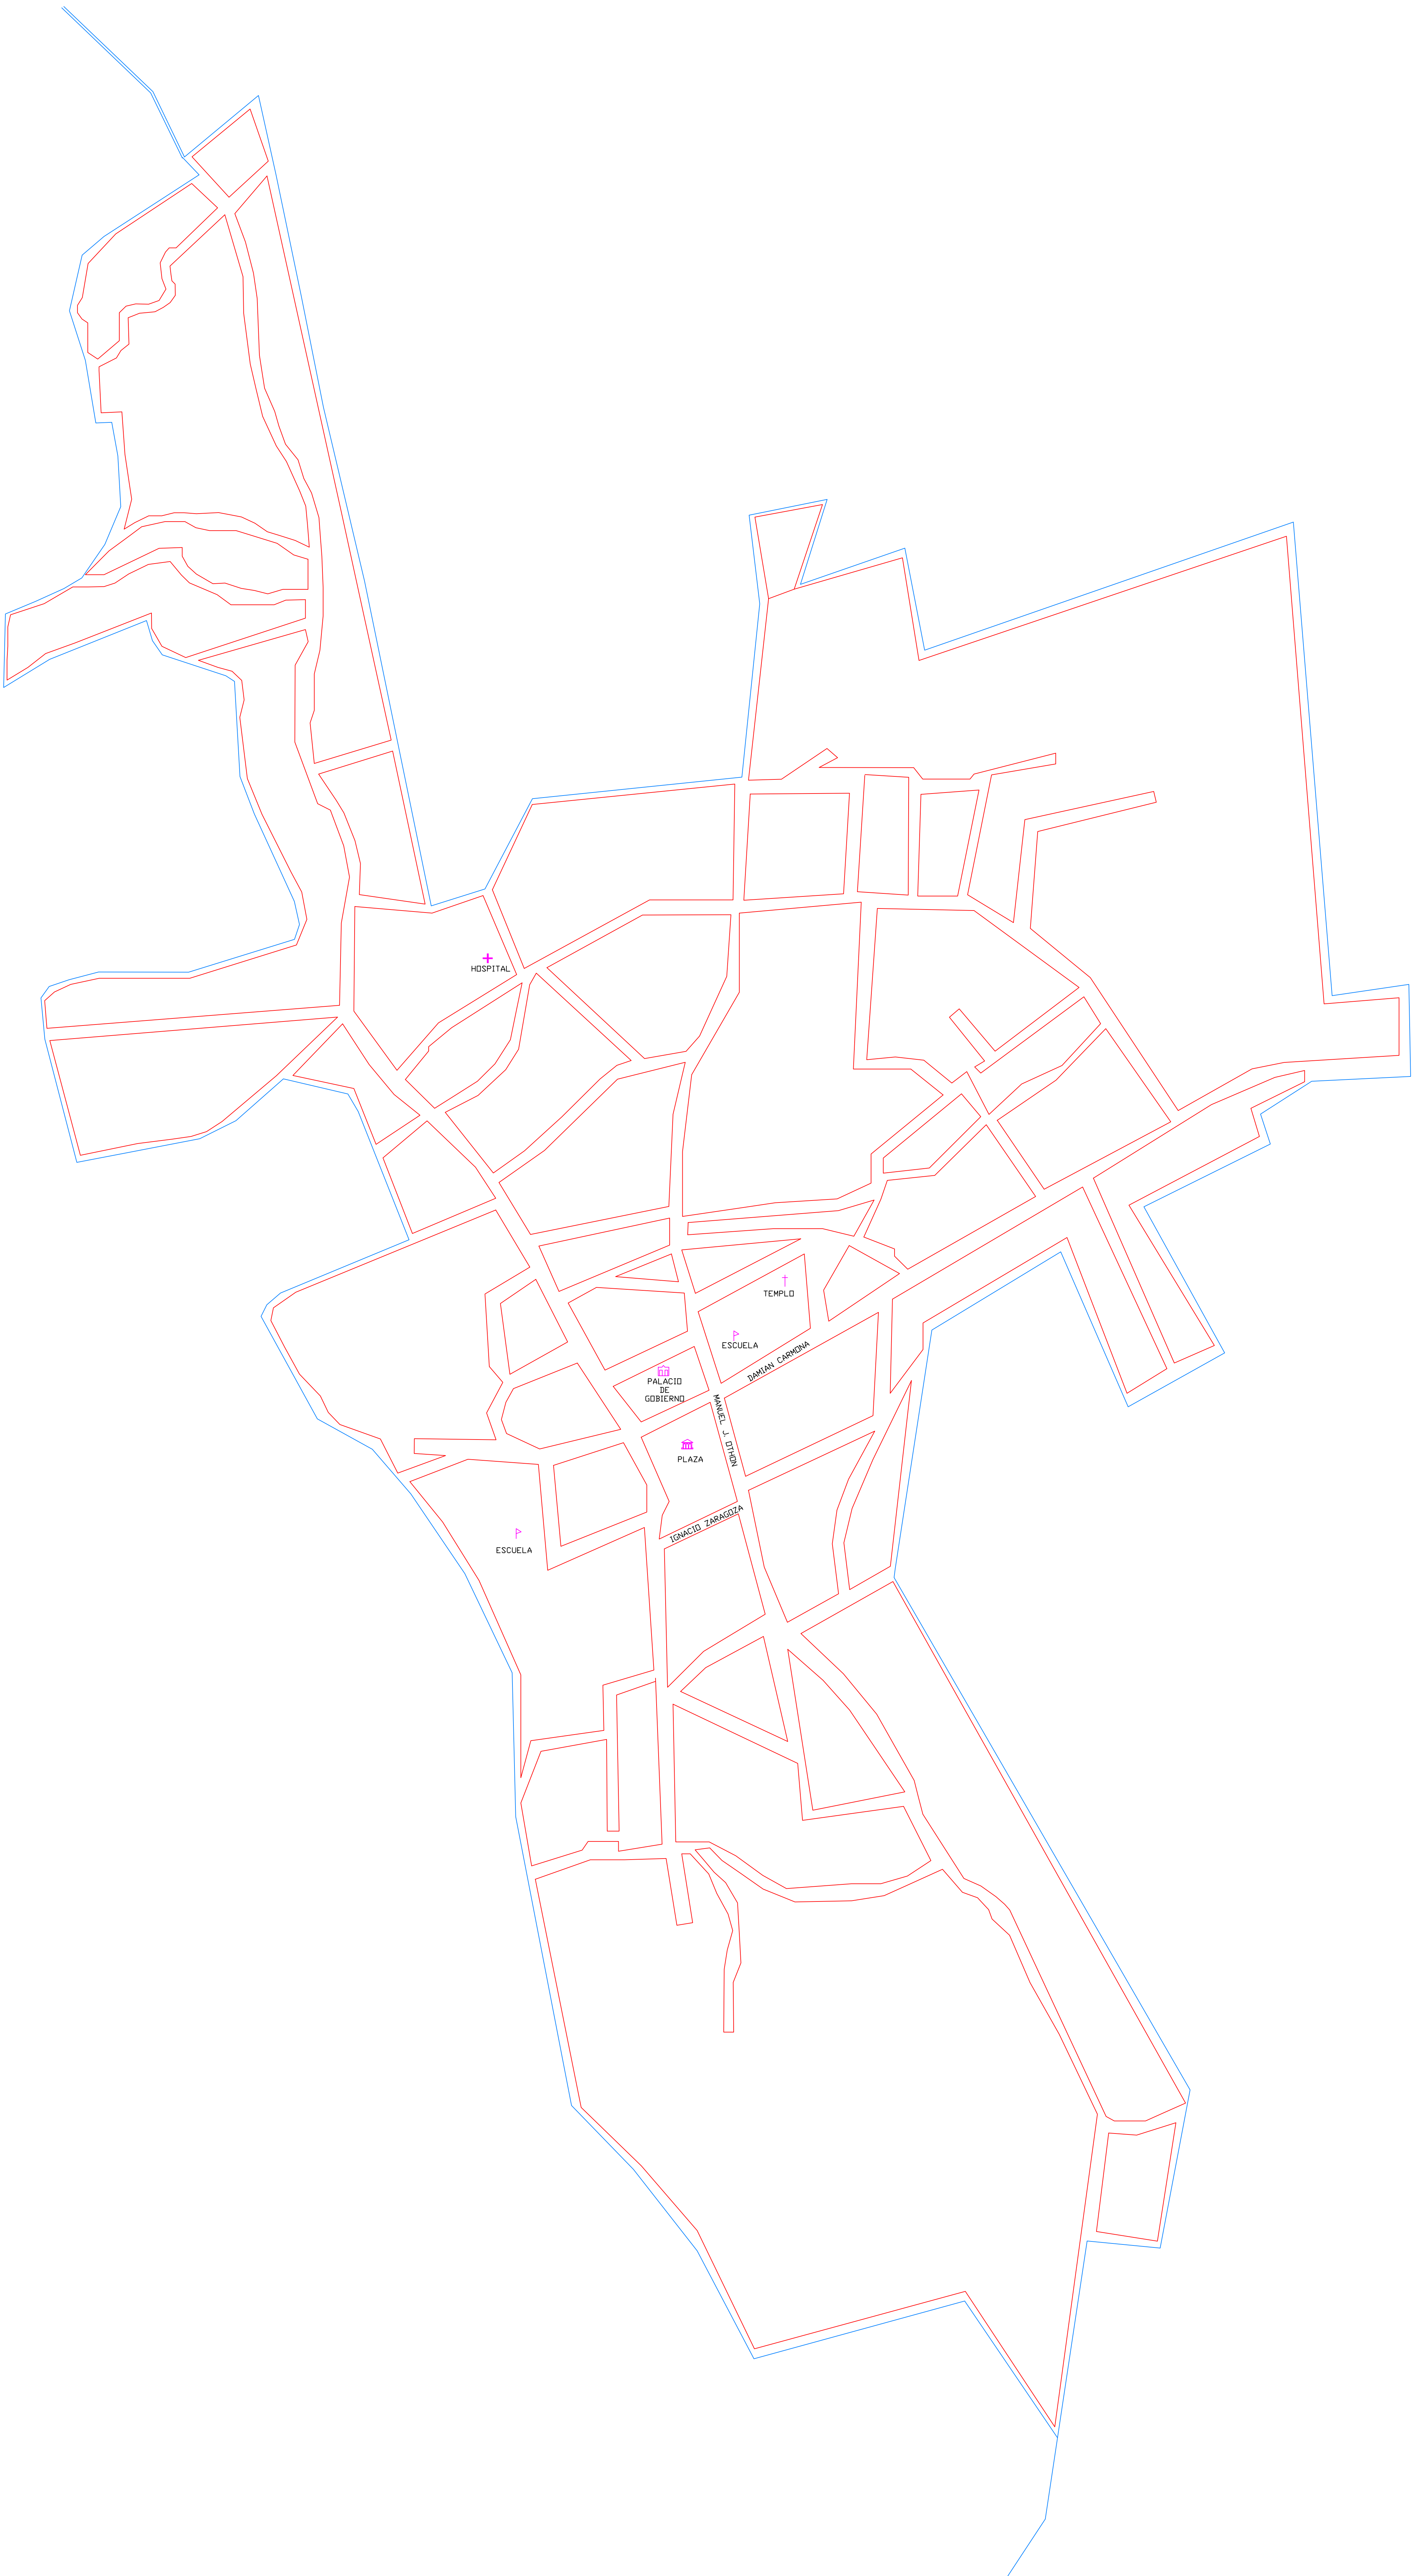 HOSPITAL
TEMPLO
ESCUELA
DAMIAN CARMONA
PALACIO
DE
GOBIERNO
MANUEL J. OTHON
PLAZA
IGNACIO ZARAGOZA
ESCUELA